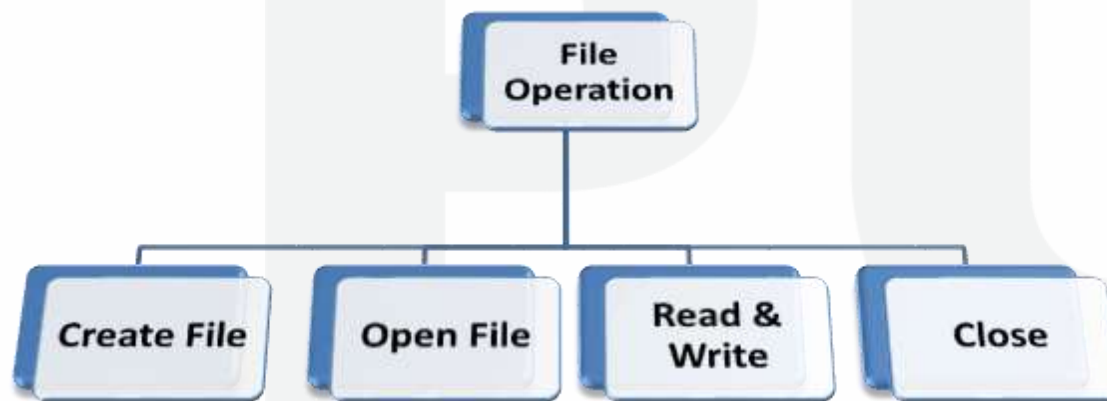 File
Operation
Create File
Open File
Read &
Write
Close